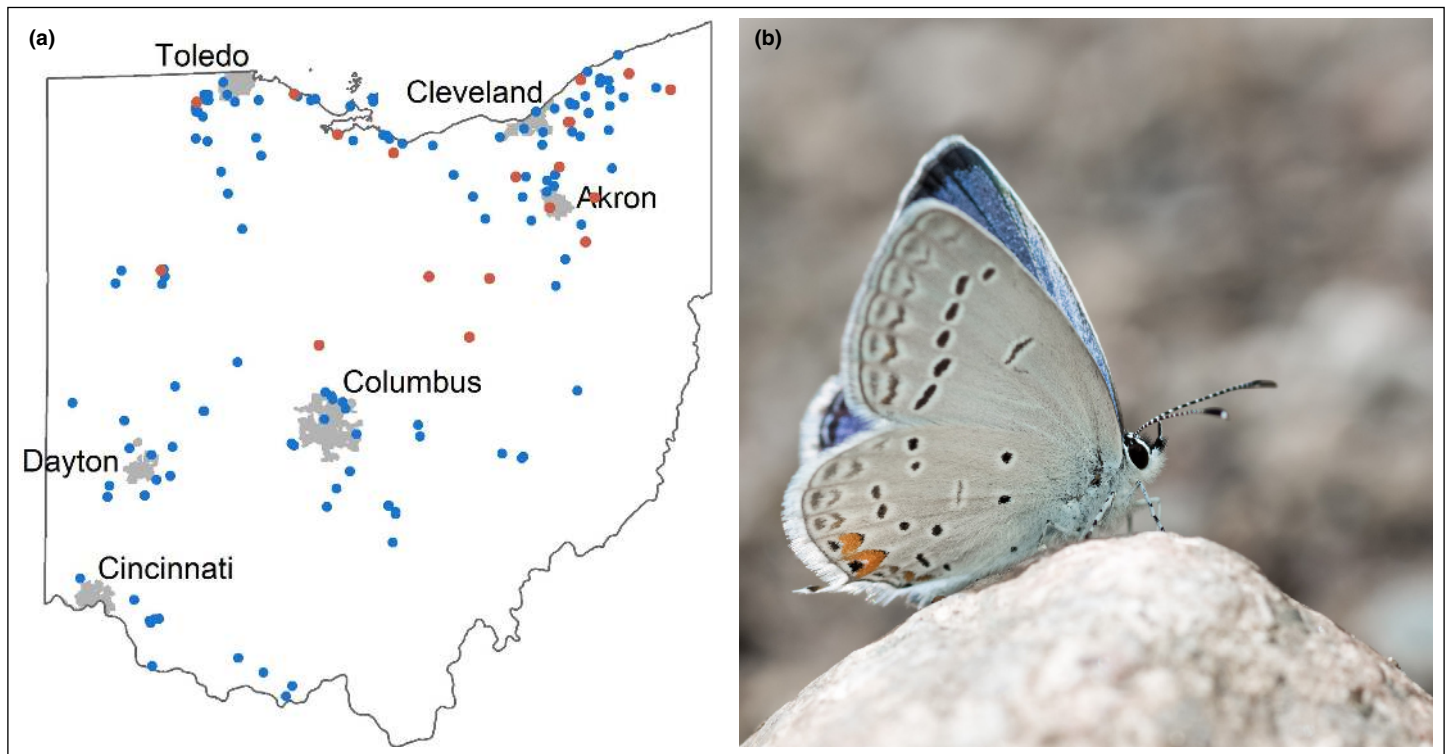 (a)
Toledo
Cleveland
Akron
Columbus
Dayton
Cincinnati
(b)